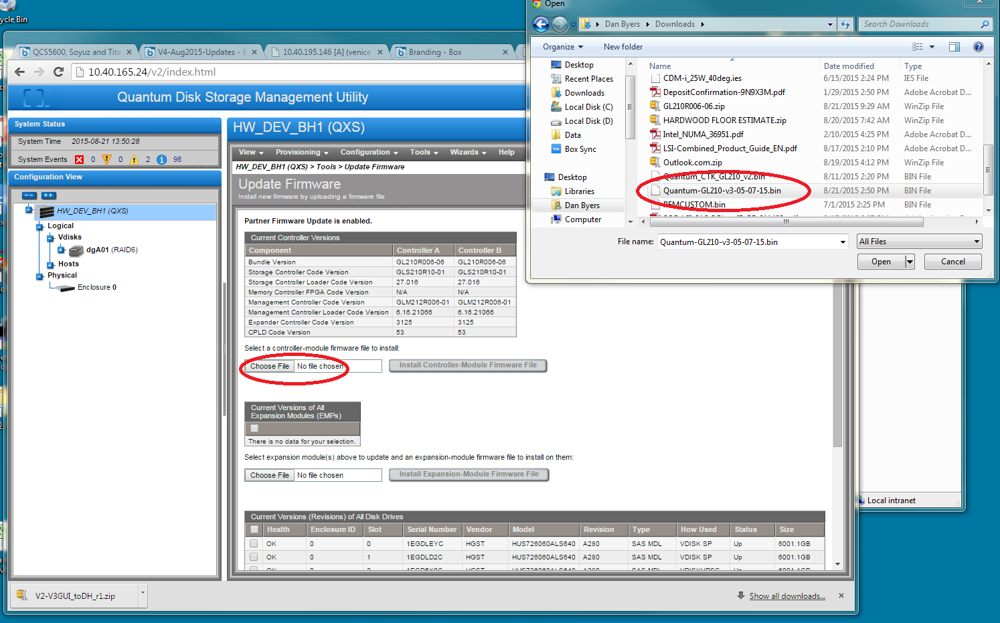 ycle Bin
Open
Dan Byers
Downloads
Search Downloads
Organize
New folder
Desktop
Recent Places
Downloads
Local Disk (C)
Local Disk (D)
Data
Box Sync
Desktop
Libraries
Dan Byers
Computer
Name Date modified Type
CDM-i_25W_40deg.ies 6/15/2015 2:24 PM IES File
DepositConfirmation-9N9X3M.pdf 1/29/2015 2:50 PM Adobe Acrobat D...
GL210R006-06.zip 8/21/2015 9:29 AM WinZip File
HARDWOOD FLOOR ESTIMATE.zip 8/20/2015 7:42 AM WinZip File
Intel_NUMA_36951.pdf 2/10/2015 4:25 PM Adobe Acrobat D...
LSI-Combined_Product_Guide_EN.pdf 8/17/2015 2:10 PM Adobe Acrobat D...
Outlook.com.zip 8/19/2015 4:12 PM WinZip File
Quantum_CTK_GL210_v2.bin 8/11/2015 2:20 PM BIN File
Quantum-GL210-v3-05-07-15.bin 8/21/2015 2:50 PM BIN File
REMCUSTOM.bin 7/1/2015 2:25 PM BIN File
File name: Quantum-GL210-v3-05-07-15.bin All Files
Open Cancel
QCS5600, Soyuz and Tita
V4-Aug2015-Updates - B
10.40.195.146 [A] (venice
Branding - Box
10.40.165.24/v2/index.html
Quantum Disk Storage Management Utility
System Status
System Time 2015-08-21 13:50:28
System Events 0 0 2 98
Configuration View
HW_DEV_BH1 (QXS)
Logical
Vdisks
dgA01 (RAID6)
Hosts
Physical
Enclosure 0
HW_DEV_BH1 (QXS)
View Provisioning Configuration Tools Wizards Help
HW_DEV_BH1 (QXS) > Tools > Update Firmware
Update Firmware
Install new firmware by uploading a firmware file
Partner Firmware Update is enabled.
Current Controller Versions
Component Controller A Controller B
Bundle Version GL210R006-06 GL210R006-06
Storage Controller Code Version GLS210R10-01 GLS210R10-01
Storage Controller Loader Code Version 27.016 27.016
Memory Controller FPGA Code Version N/A N/A
Management Controller Code Version GLM212R006-01 GLM212R006-01
Management Controller Loader Code Version 6.16.21066 6.16.21066
Expander Controller Code Version 3125 3125
CPLD Code Version 53 53
Select a controller-module firmware file to install:
Choose File No file chosen Install Controller-Module Firmware File
Current Versions of All
Expansion Modules (EMPs)
There is no data for your selection.
Select expansion module(s) above to update and an expansion-module firmware file to install on them:
Choose File No file chosen Install Expansion-Module Firmware File
Current Versions (Revisions) of All Disk Drives
Health Enclosure ID Slot Serial Number Vendor Model Revision Type How Used Status Size
OK 0 0 1EGDLEYC HGST HUS726060ALS640 A280 SAS MDL VDISK SP Up 6001.1GB
OK 0 1 1EGDLD2C HGST HUS726060ALS640 A280 SAS MDL VDISK SP Up 6001.1GB
Local intranet
V2-V3GUI_toDH_r1.zip
Show all downloads...